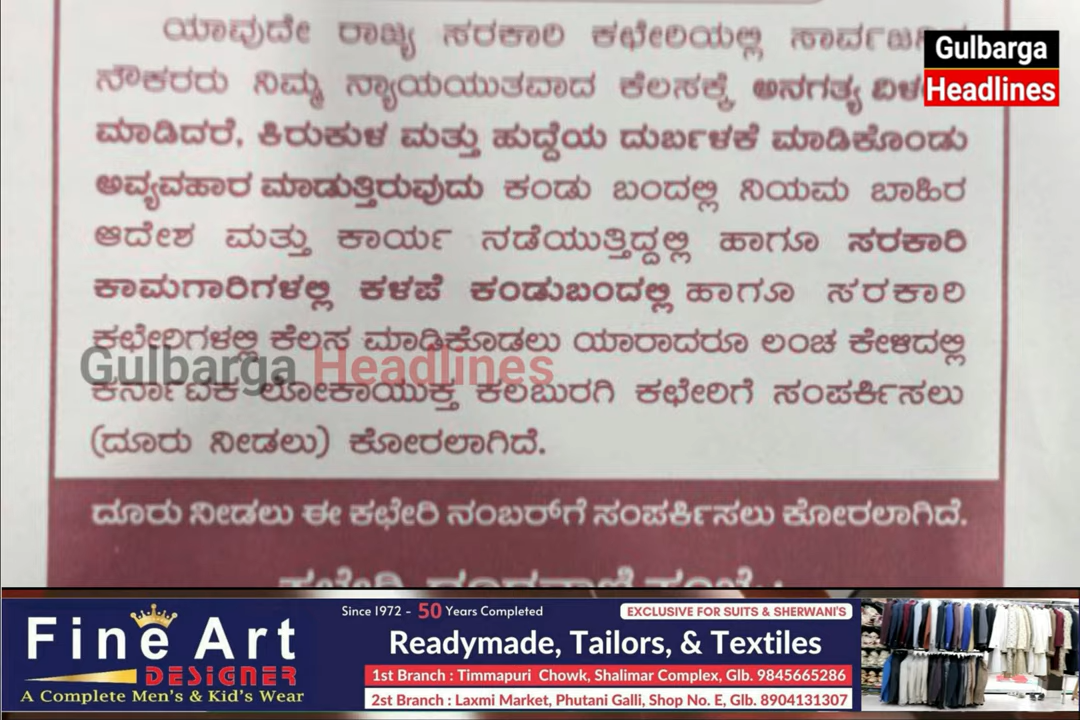 ಯಾವುದೇ ರಾಜ್ಯ ಸರಕಾರಿ ಕಛೇರಿಯಲ್ಲಿ
Gulbarga
Headlines
ನೌಕರರು ನಿಮ್ಮ ನ್ಯಾಯಯುತವಾದ ಕೆಲಸಕ್ಕೆ ಅನಗತ್ಯ
ಮಾಡಿದರೆ, ಕಿರುಕುಳ ಮತ್ತು ಹುದ್ದೆಯ ದುರ್ಬಳಕೆ ಮಾಡಿಕೊಂಡು
ಅವ್ಯವಹಾರ ಮಾಡುತ್ತಿರುವುದು ಕಂಡು ಬಂದಲ್ಲಿ ನಿಯಮ ಬಾಹಿರ
ಆದೇಶ ಮತ್ತು ಕಾರ್ಯ ನಡೆಯುತ್ತಿದ್ದಲ್ಲಿ ಹಾಗೂ ಸರಕಾರಿ
ಕಾಮಗಾರಿಗಳಲ್ಲಿ ಕಳಪೆ ಕಂಡುಬಂದಲ್ಲಿ ಹಾಗೂ ಸರಕಾರಿ
ಕಛೇರಿಗಳಲ್ಲಿ ಕೆಲಸ ಮಾಡಿಕೊಡಲು ಯಾರಾದರೂ ಲಂಚ ಕೇಳಿದಲ್ಲಿ
Gulbarga Headlines
ಕರ್ನಾಟಕ ಲೋಕಾಯುಕ್ತ ಕಲಬುರಗಿ ಕಛೇರಿಗೆ ಸಂಪರ್ಕಿಸಲು
(ದೂರು ನೀಡಲು) ಕೋರಲಾಗಿದೆ.
ದೂರು ನೀಡಲು ಈ ಕಛೇರಿ ನಂಬರ್‌ಗೆ ಸಂಪರ್ಕಿಸಲು ಕೋರಲಾಗಿದೆ.
Fine Art
DESIGNER
A Complete Men's & Kid's Wear
Since 1972 - 50 Years Completed
EXCLUSIVE FOR SUITS & SHERWANI'S
Readymade, Tailors, & Textiles
1st Branch : Timmapuri Chowk, Shalimar Complex, Glb. 9845665286
2st Branch : Laxmi Market, Phutani Galli, Shop No. E, Glb. 8904131307